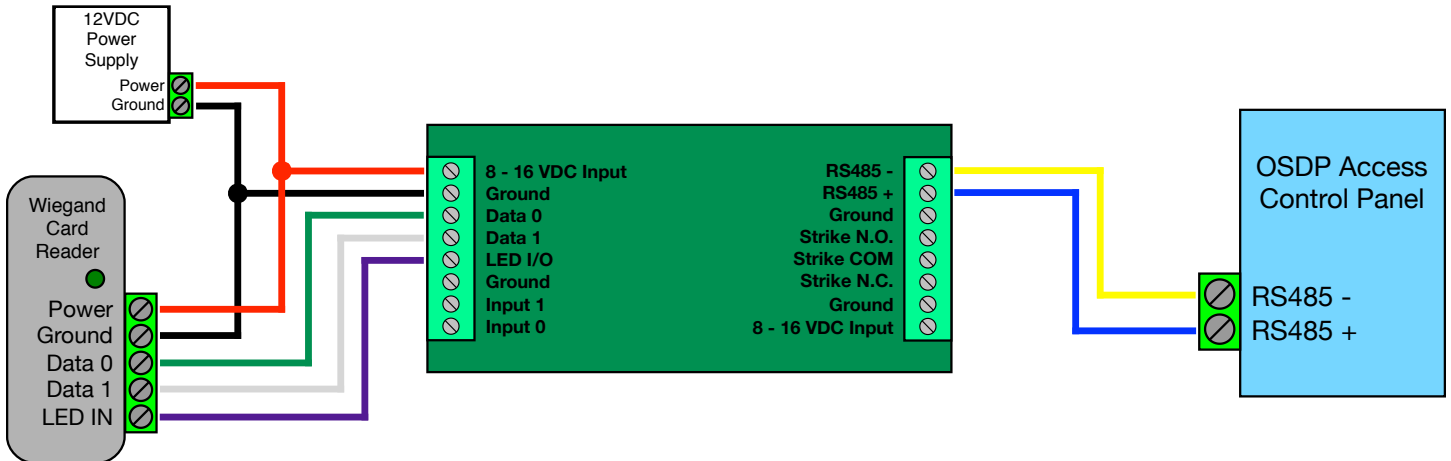 12VDC
Power
Supply
Power
Ground
Wiegand
Card
Reader
Power
Ground
Data 0
Data 1
LED IN
8 - 16 VDC Input
Ground
Data 0
Data 1
LED I/O
Ground
Input 1
Input 0
RS485 -
RS485 +
Ground
Strike N.O.
Strike COM
Strike N.C.
Ground
8 - 16 VDC Input
OSDP Access
Control Panel
RS485 -
RS485 +